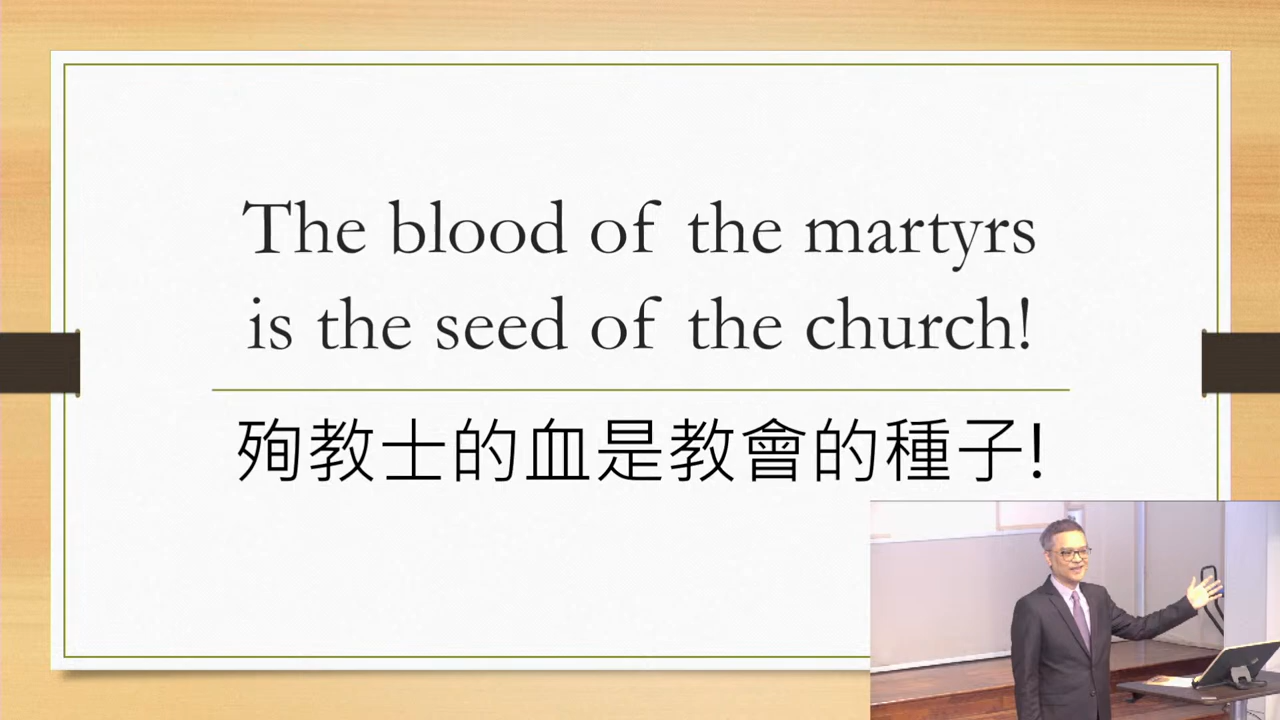 The blood of the martyrs
is the seed of the church!
殉教士的血是教會的種子!